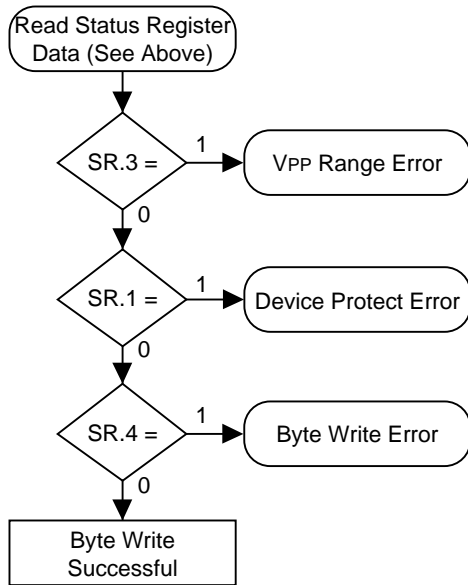 Read Status Register
Data (See Above)
SR.3 =
1
VPP Range Error
0
SR.1 =
1
Device Protect Error
0
SR.4 =
1
Byte Write Error
0
Byte Write
Successful